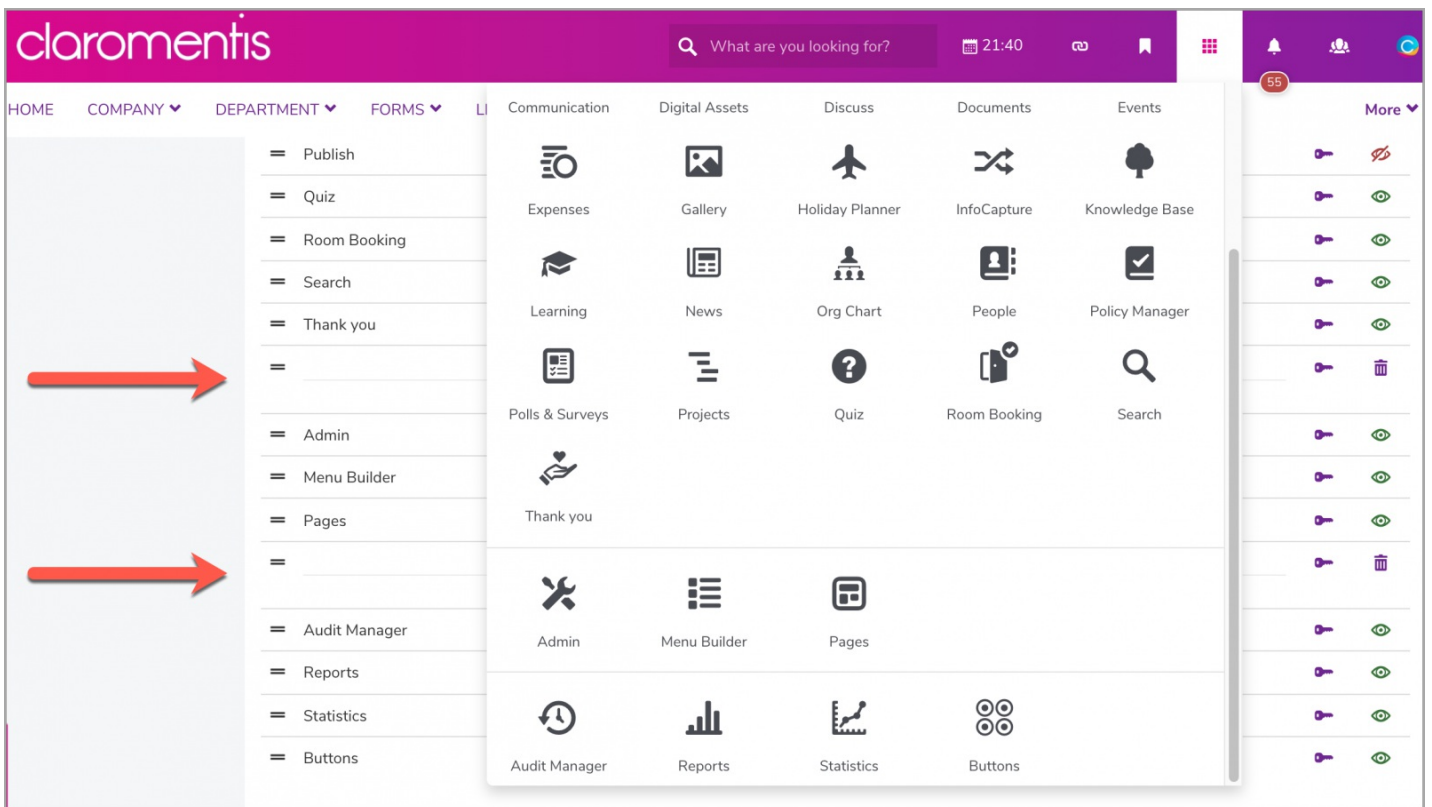 claromentis
What are you looking for?
21:40
55
HOME COMPANY DEPARTMENT FORMS
More
Communication Digital Assets Discuss Documents Events
Publish
Expenses Gallery Holiday Planner InfoCapture Knowledge Base
Quiz
Room Booking
Search
Learning News Org Chart People Policy Manager
Thank you
Polls & Surveys Projects Quiz Room Booking Search
Admin
Menu Builder
Pages
Thank you
Audit Manager
Admin Menu Builder Pages
Reports
Statistics
Buttons
Audit Manager Reports Statistics Buttons